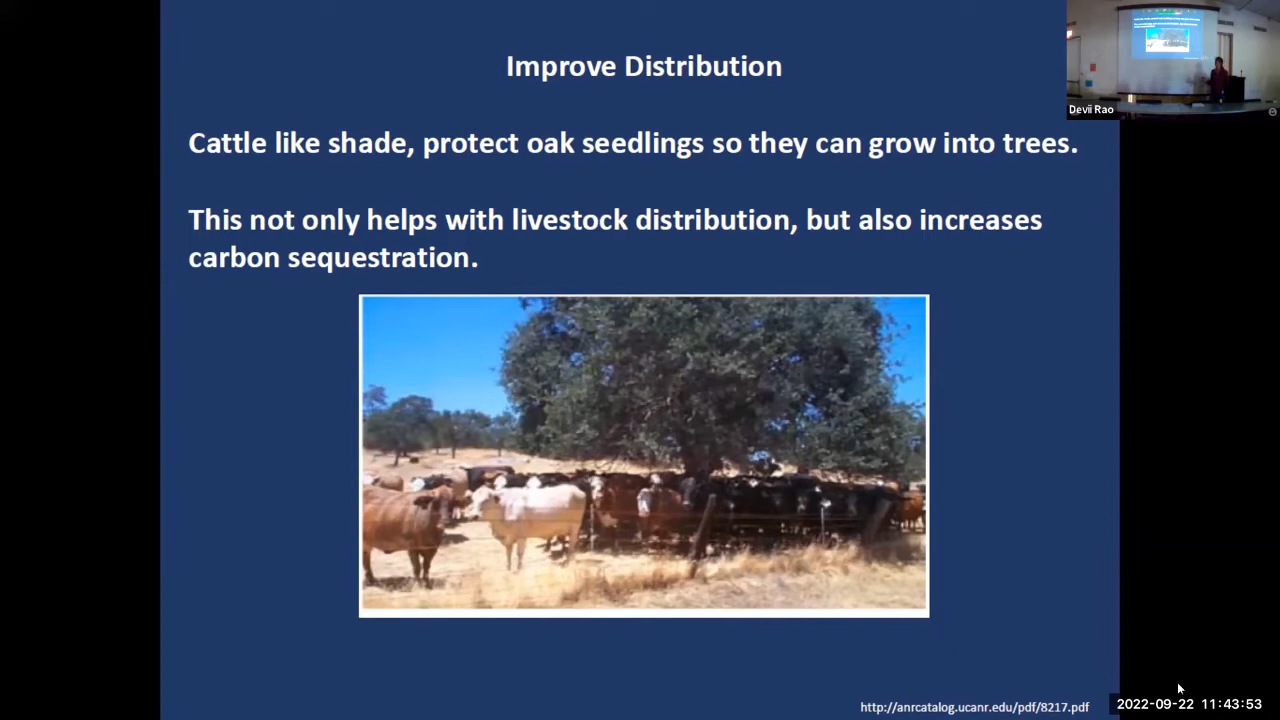 Improve Distribution
Cattle like shade, protect oak seedlings so they can grow into trees.
This not only helps with livestock distribution, but also increases
carbon sequestration.
Devii Rao
http://anrcatalog.ucanr.edu/pdf/8217.pdf
2022-09-22 11:43:53